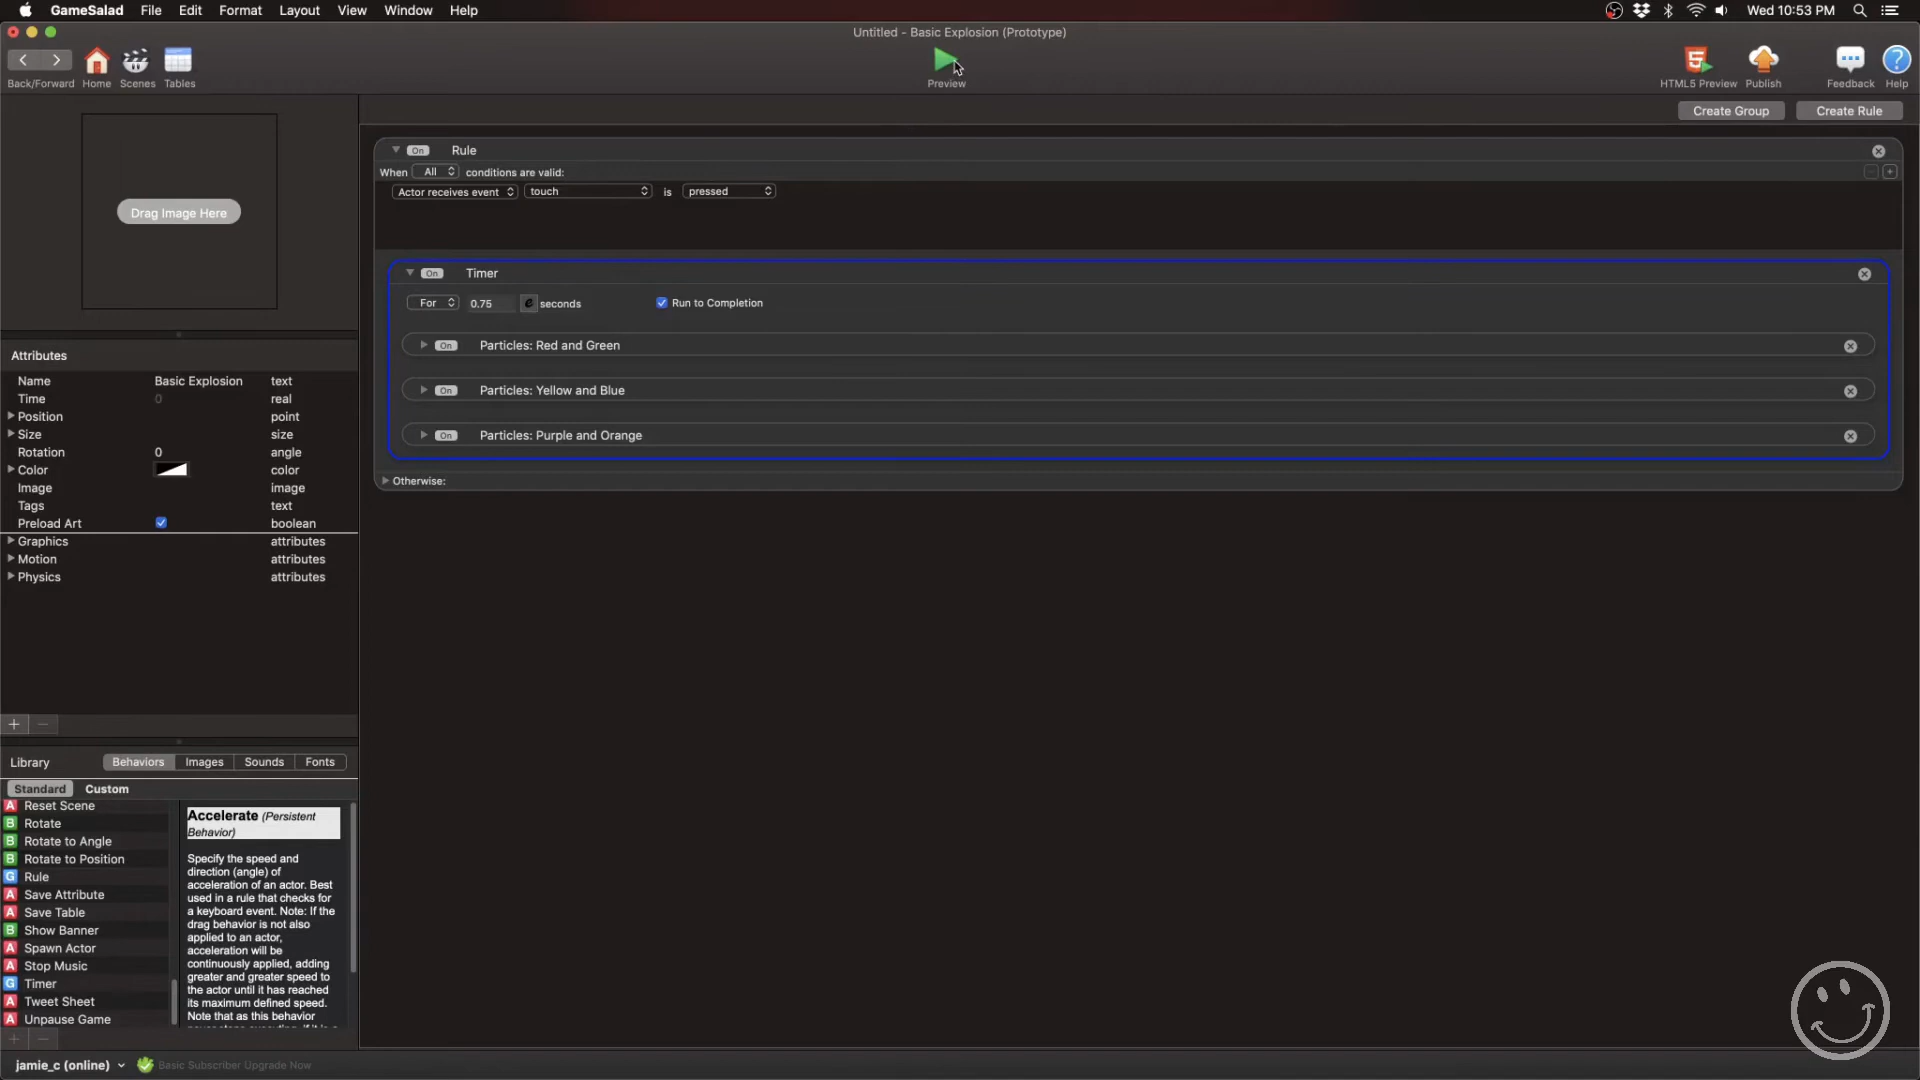 GameSalad File Edit Format Layout View Window Help Wed 10:53 PM
Untitled - Basic Explosion (Prototype)
Back/Forward Home Scenes Tables Preview HTML5 Preview Publish Feedback Help
Create Group Create Rule
Drag Image Here
On Rule
When All conditions are valid:
Actor receives event touch is pressed
On Timer
For 0.75 e seconds Run to Completion
On Particles: Red and Green
On Particles: Yellow and Blue
On Particles: Purple and Orange
Otherwise:
Attributes
Name Basic Explosion text
Time 0 real
Position point
Size size
Rotation 0 angle
Color color
Image image
Tags text
Preload Art boolean
Graphics attributes
Motion attributes
Physics attributes
Library Behaviors Images Sounds Fonts
Standard Custom
A Reset Scene
B Rotate
B Rotate to Angle
B Rotate to Position
G Rule
A Save Attribute
A Save Table
B Show Banner
A Spawn Actor
A Stop Music
G Timer
A Tweet Sheet
A Unpause Game
Accelerate (Persistent
Behavior)
Specify the speed and
direction (angle) of
acceleration of an actor. Best
used in a rule that checks for
a keyboard event. Note: If the
drag behavior is not also
applied to an actor,
acceleration will be
continuously applied, adding
greater and greater speed to
the actor until it has reached
its maximum defined speed.
Note that as this behavior
jamie_c (online) Basic Subscriber Upgrade Now